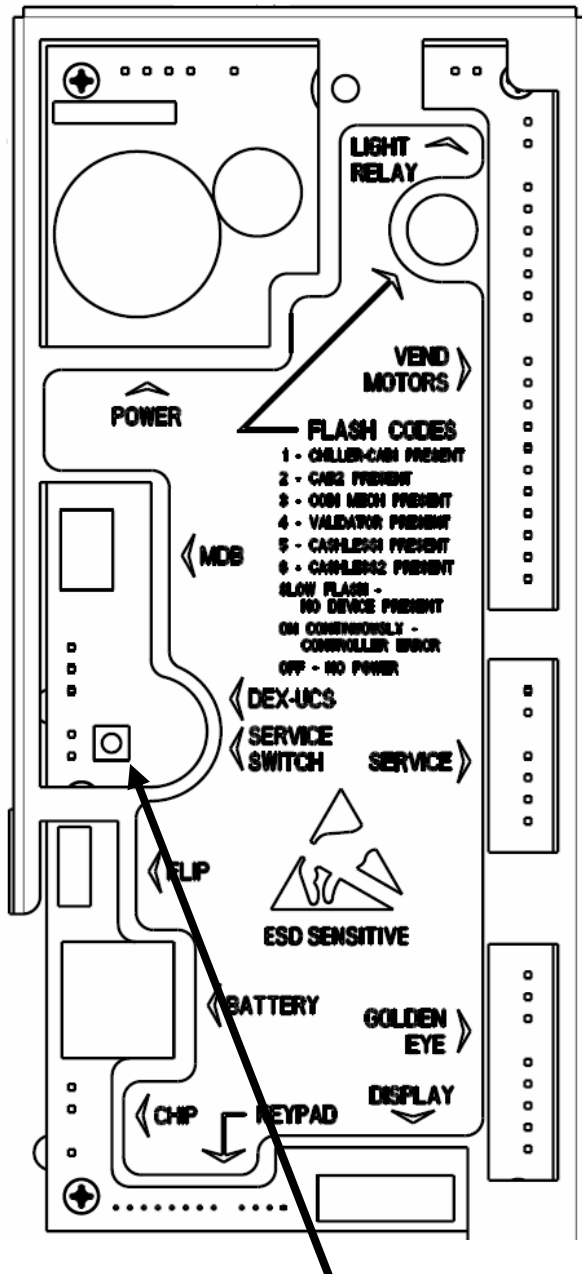 LIGHT
RELAY
VEND
MOTORS
POWER
FLASH CODES
1 - CHILLER-CAB1 PRESENT
2 - CAB2 PRESENT
3 - COIN MECH PRESENT
4 - VALIDATOR PRESENT
5 - CASHLESS1 PRESENT
6 - CASHLESS2 PRESENT
SLOW FLASH -
NO DEVICE PRESENT
ON CONTINUOUSLY -
CONTROLLER ERROR
OFF - NO POWER
MDB
DEX-UCS
SERVICE
SWITCH
SERVICE
FLIP
ESD SENSITIVE
BATTERY
GOLDEN
EYE
DISPLAY
CHIP
KEYPAD